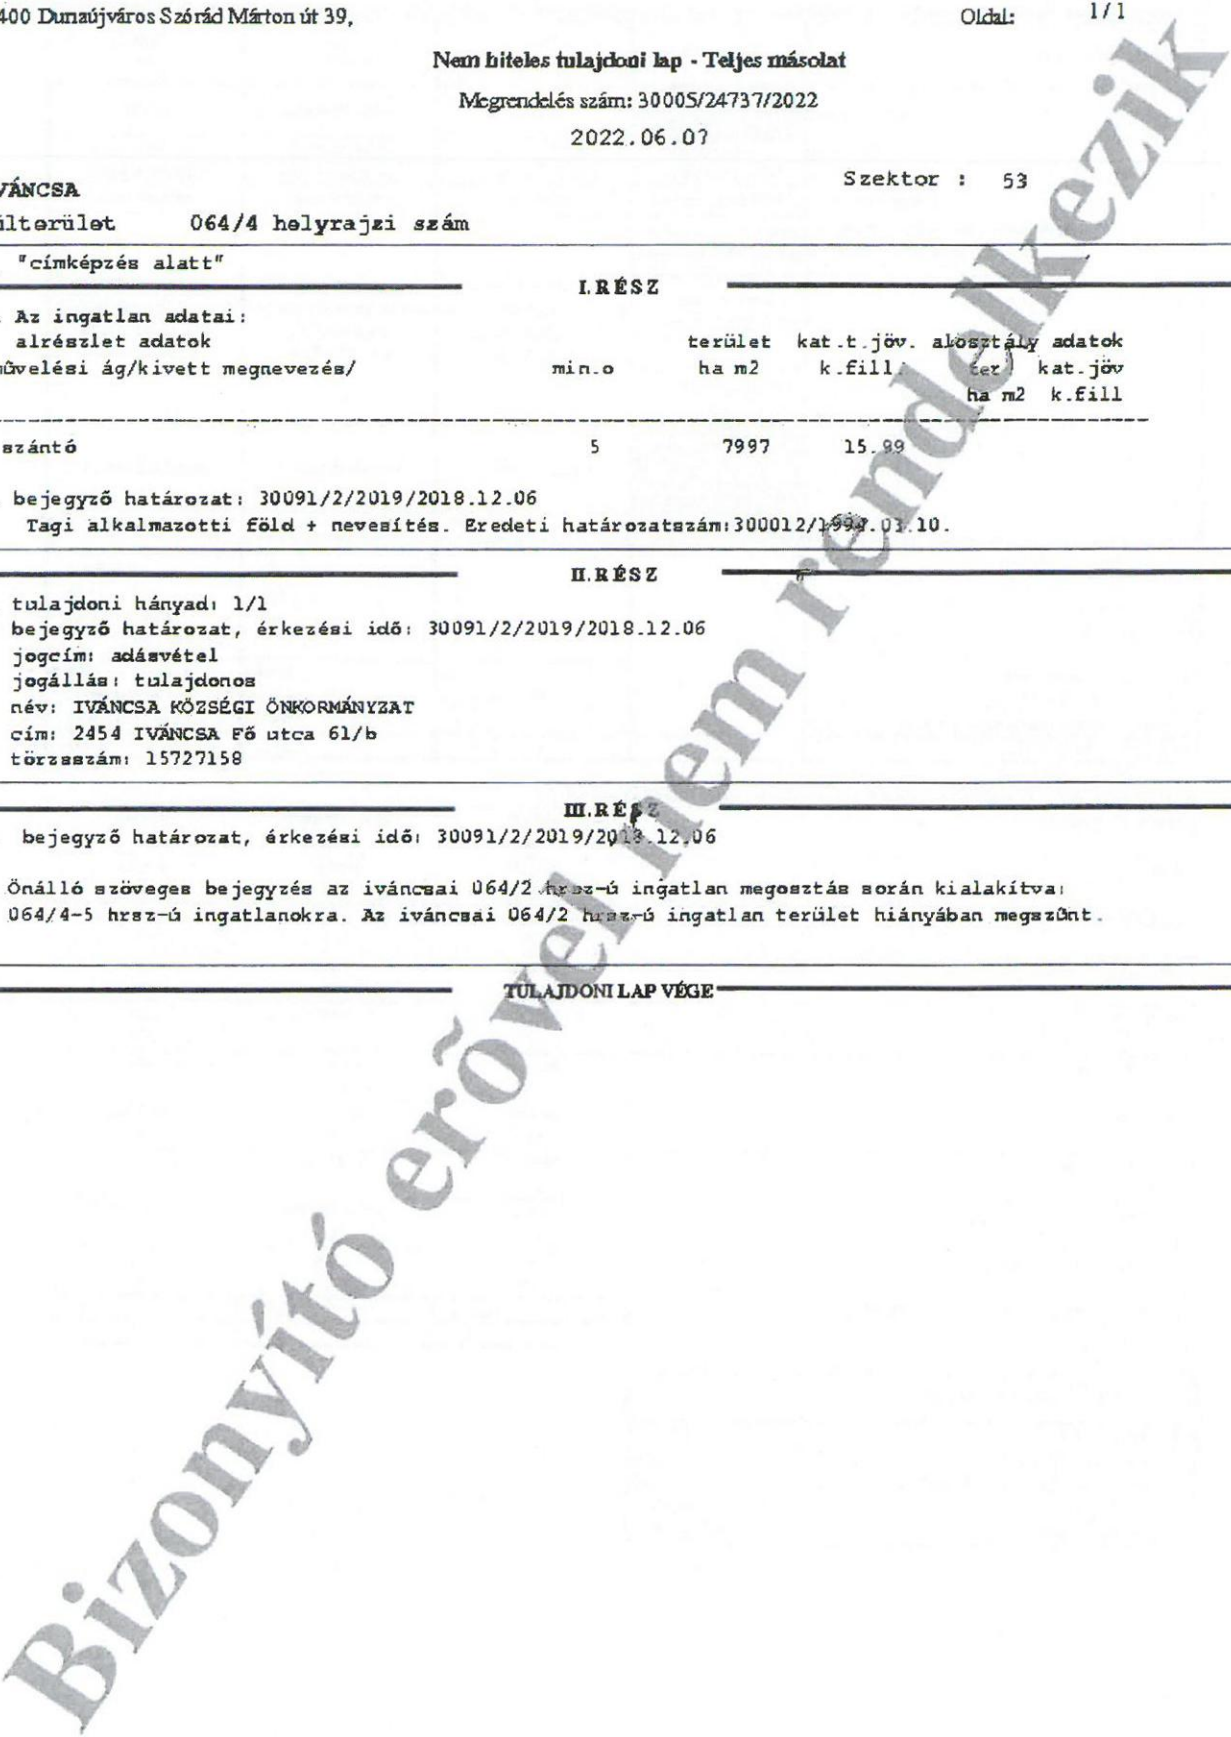 400 Dunaújváros Szórád Márton út 39,
Oldal: 1/1
Nem hiteles tulajdoni lap - Teljes másolat
Megrendelés szám: 30005/24737/2022
2022.06.07
Szektor : 53
VÁNCSA
ülterület 064/4 helyrajzi szám
"címképzés alatt"
I.RÉSZ
. Az ingatlan adatai:
alrészlet adatok terület kat.t.jöv. alosztály adatok
művelési ág/kivett megnevezés/ min.o ha m2 k.fill. ter. kat.jöv
ha m2 k.fill
szántó 5 7997 15.99
bejegyző határozat: 30091/2/2019/2018.12.06
Tagi alkalmazotti föld + nevesítés. Eredeti határozatszám:300012/1997.03.10.
II.RÉSZ
tulajdoni hányad: 1/1
bejegyző határozat, érkezési idő: 30091/2/2019/2018.12.06
jogcím: adásvétel
jogállás: tulajdonos
név: IVÁNCSA KÖZSÉGI ÖNKORMÁNYZAT
cím: 2454 IVÁNCSA Fő utca 61/b
törzsszám: 15727158
III.RÉSZ
bejegyző határozat, érkezési idő: 30091/2/2019/2018.12.06
Önálló szöveges bejegyzés az iváncsai 064/2 hrsz-ú ingatlan megosztás során kialakítva:
064/4-5 hrsz-ú ingatlanokra. Az iváncsai 064/2 hrsz-ú ingatlan terület hiányában megszűnt.
TULAJDONI LAP VÉGE
Bizonyító erõvel nem rendelkezik